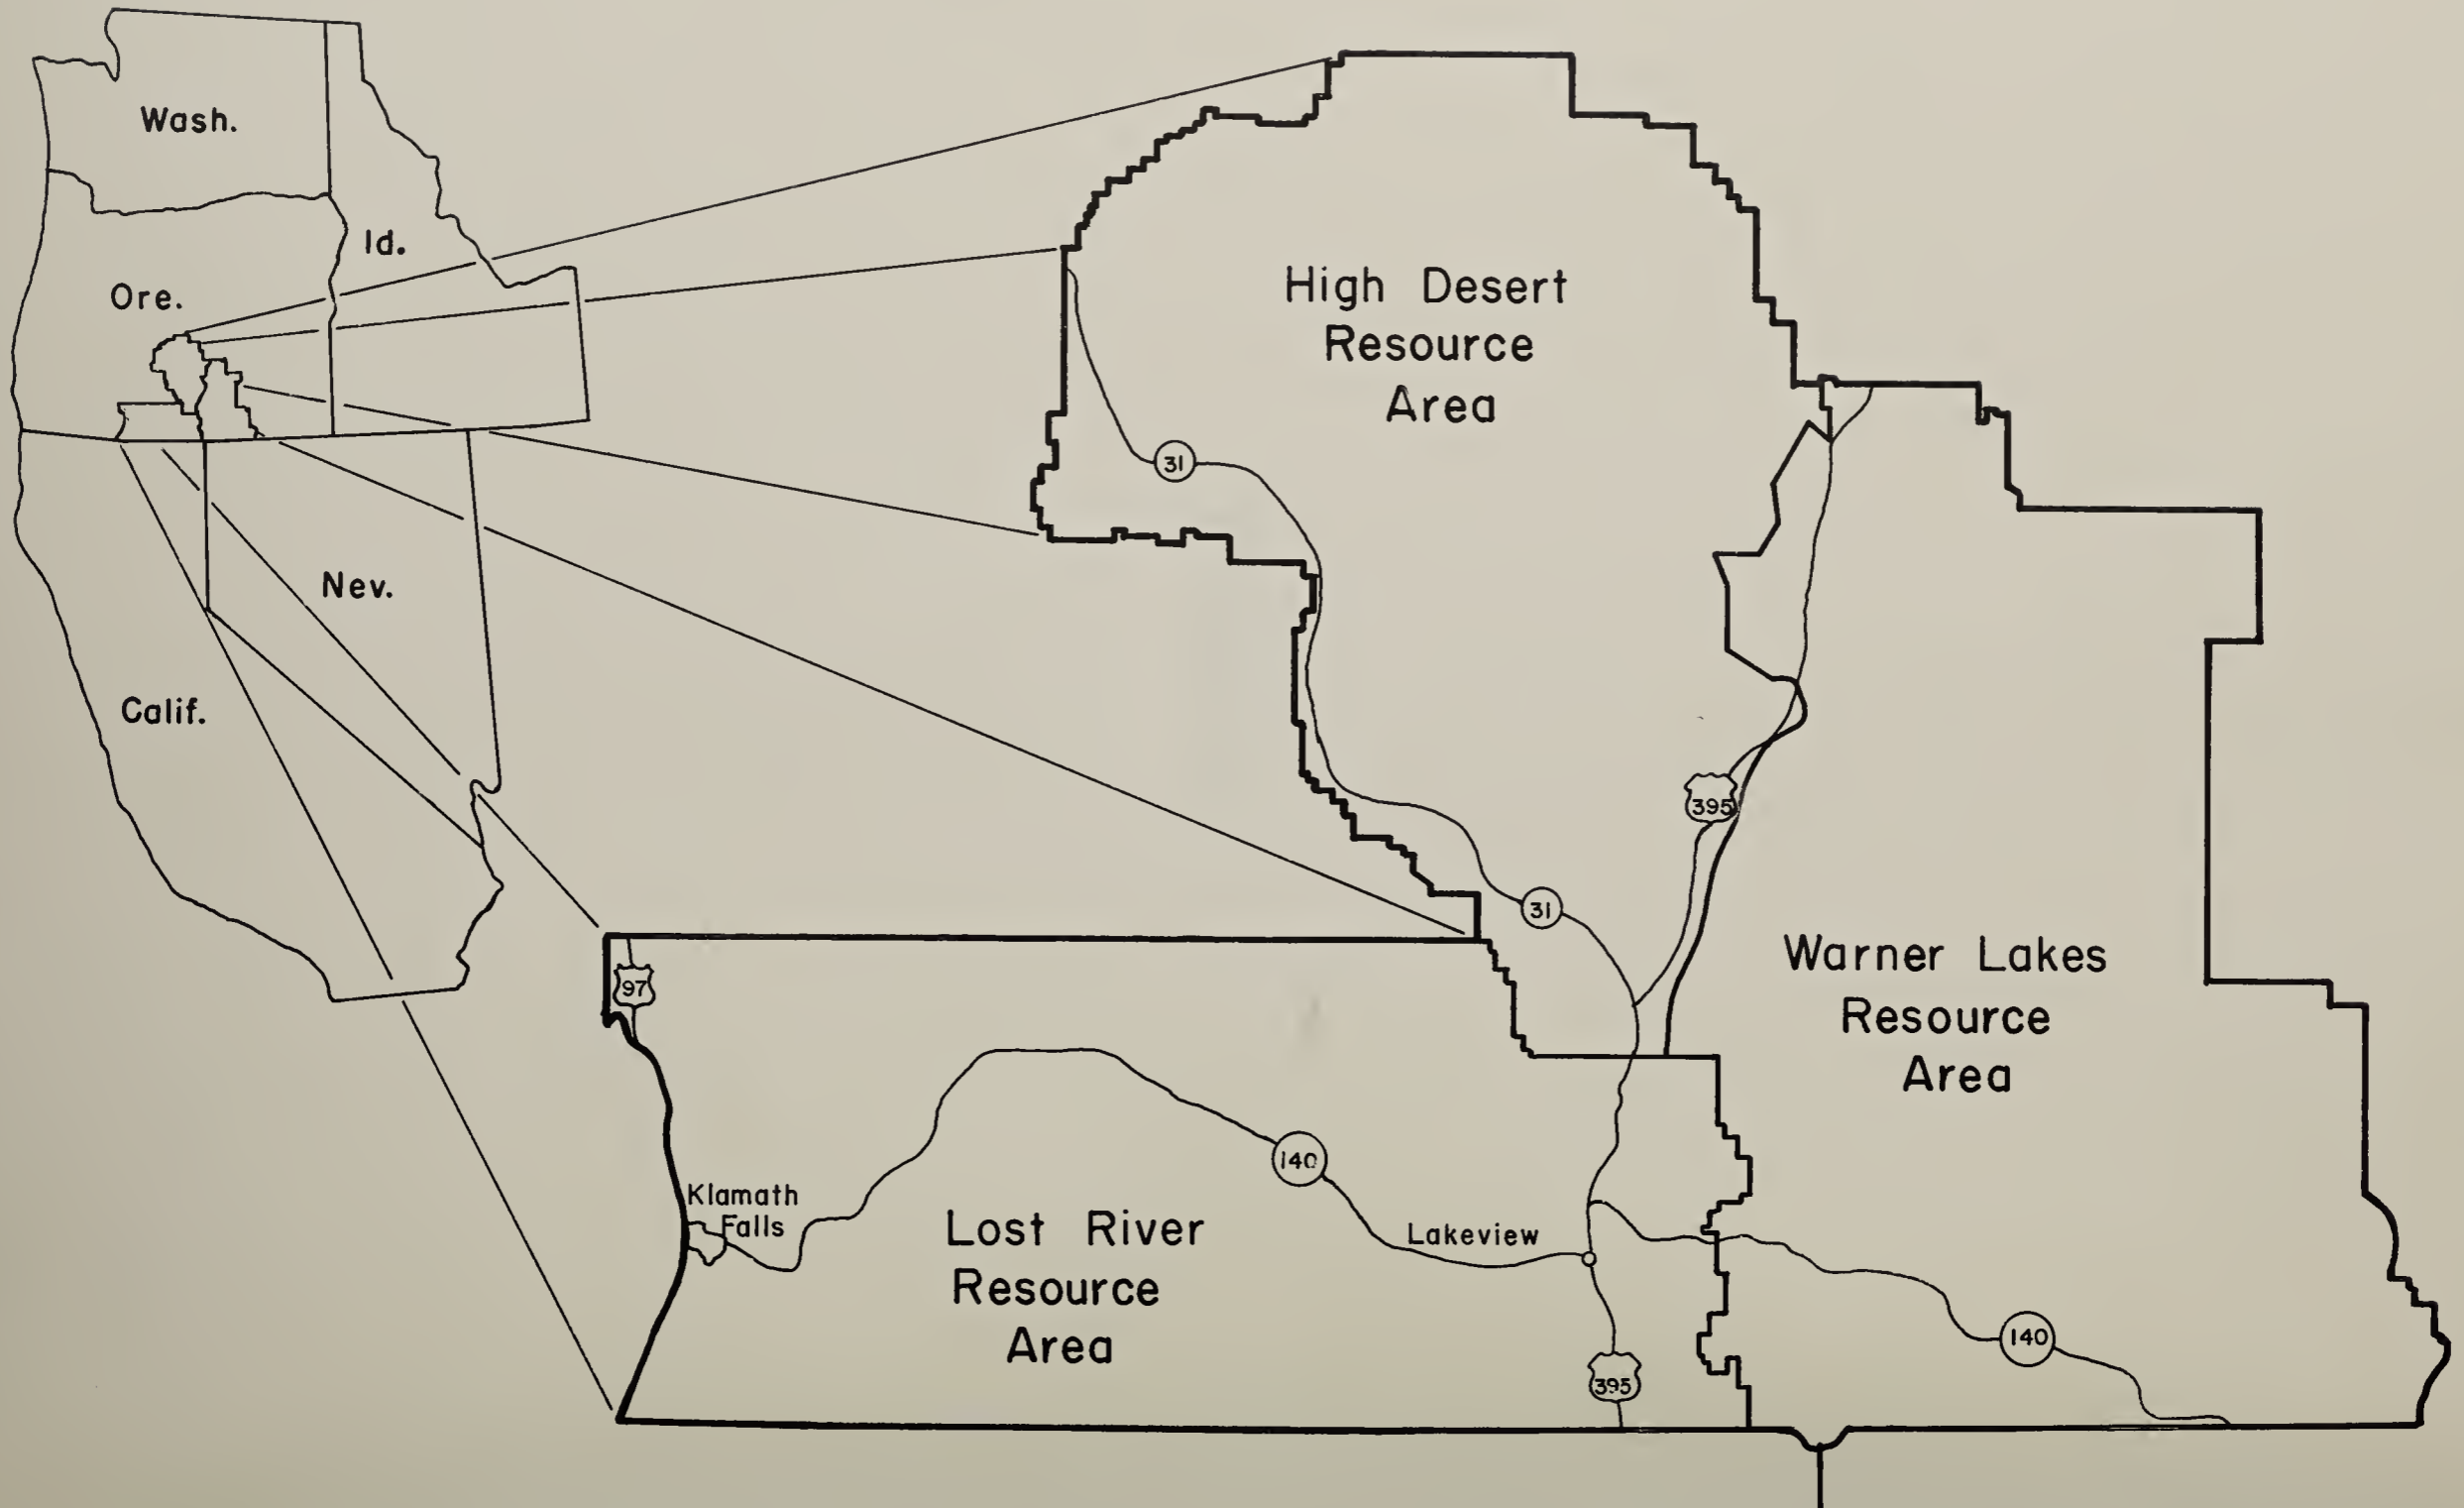 Wash.
Id.
Ore.
Nev.
Calif.
High Desert
Resource
Area
31
395
31
97
Warner Lakes
Resource
Area
140
Klamath
Falls
Lost River
Resource
Area
Lakeview
140
395